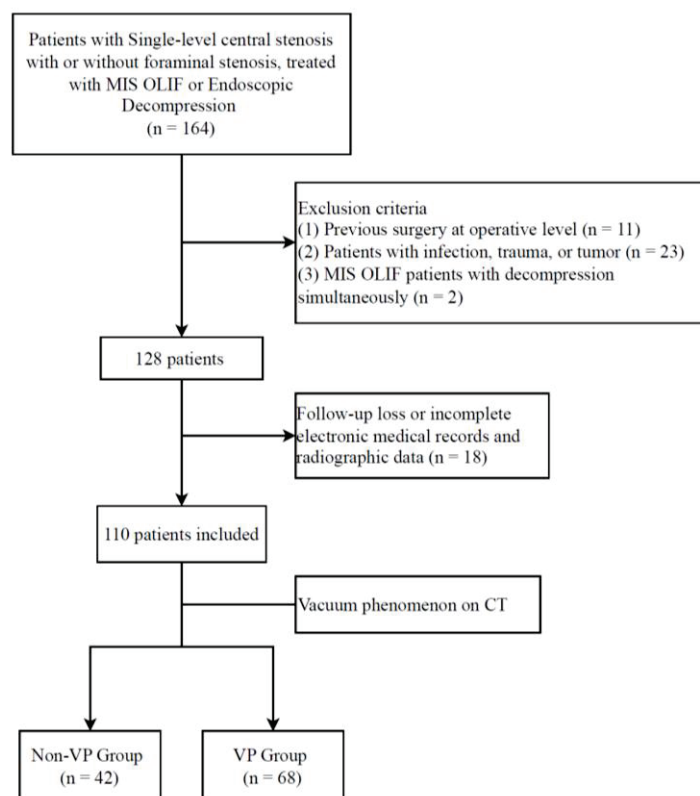 Patients with Single-level central stenosis
with or without foraminal stenosis, treated
with MIS OLIF or Endoscopic
Decompression
(n = 164)
Exclusion criteria
(1) Previous surgery at operative level (n = 11)
(2) Patients with infection, trauma, or tumor (n = 23)
(3) MIS OLIF patients with decompression
simultaneously (n = 2)
128 patients
Follow-up loss or incomplete
electronic medical records and
radiographic data (n = 18)
110 patients included
Vacuum phenomenon on CT
Non-VP Group
(n = 42)
VP Group
(n = 68)